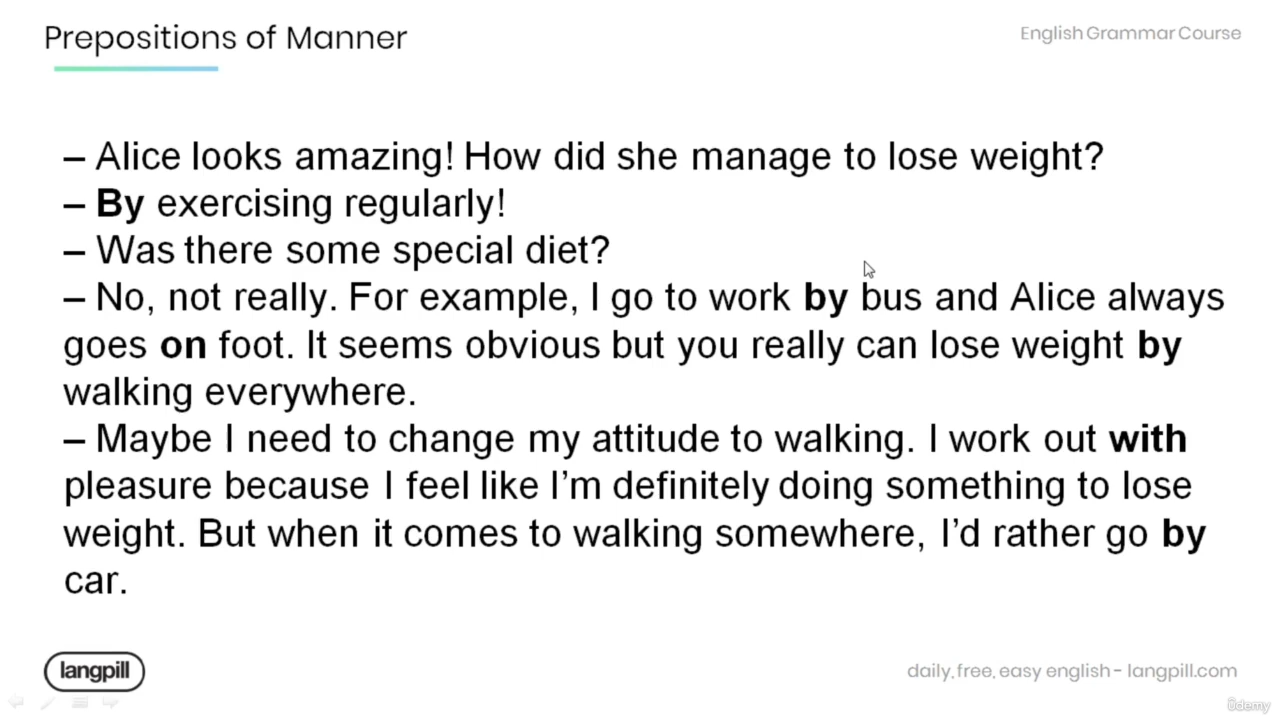 Prepositions of Manner
English Grammar Course
– Alice looks amazing! How did she manage to lose weight?
– By exercising regularly!
– Was there some special diet?
– No, not really. For example, I go to work by bus and Alice always
goes on foot. It seems obvious but you really can lose weight by
walking everywhere.
– Maybe I need to change my attitude to walking. I work out with
pleasure because I feel like I’m definitely doing something to lose
weight. But when it comes to walking somewhere, I’d rather go by
car.
langpill
daily, free, easy english - langpill.com
ûdemy